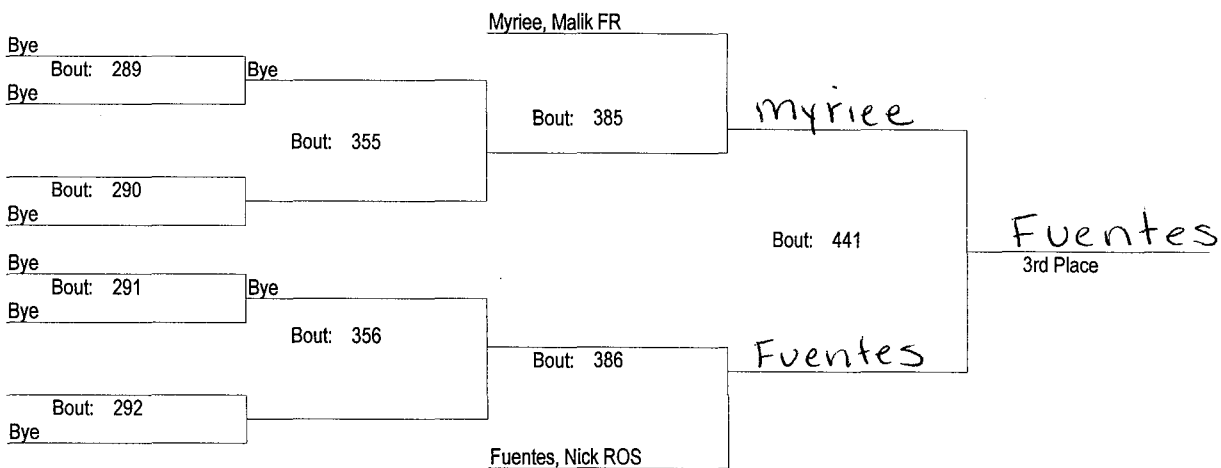 Myriee, Malik FR
Bye
Bout: 289
Bye
Bye
Bout: 385
myriee
Bout: 355
Bout: 290
Bye
Bout: 441
Fuentes
3rd Place
Bye
Bout: 291
Bye
Bye
Bout: 356
Bout: 386
Fuentes
Bout: 292
Bye
Fuentes, Nick ROS